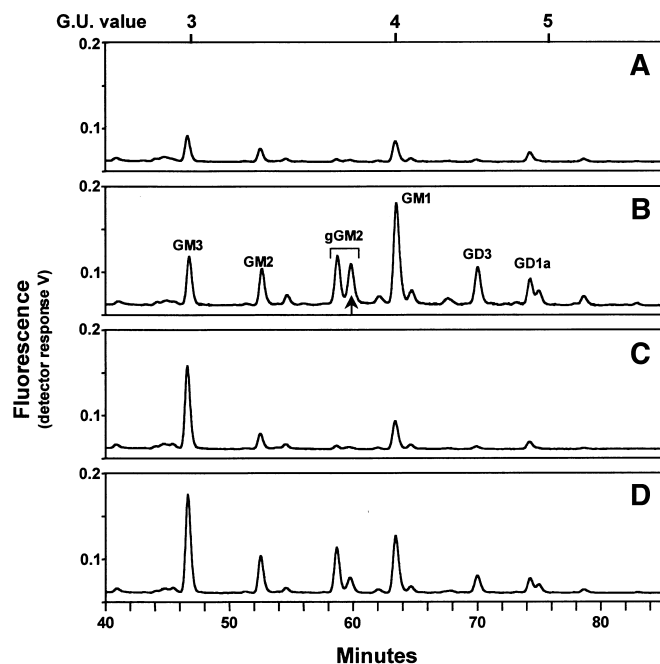 G.U. value 3 4 5
0.2
A
0.1
0.2
B
GM1
gGM2
GM3
GM2
GD3
GD1a
0.1
0.2
C
0.1
0.2
D
0.1
Fluorescence
(detector response V)
40 50 60 70 80
Minutes